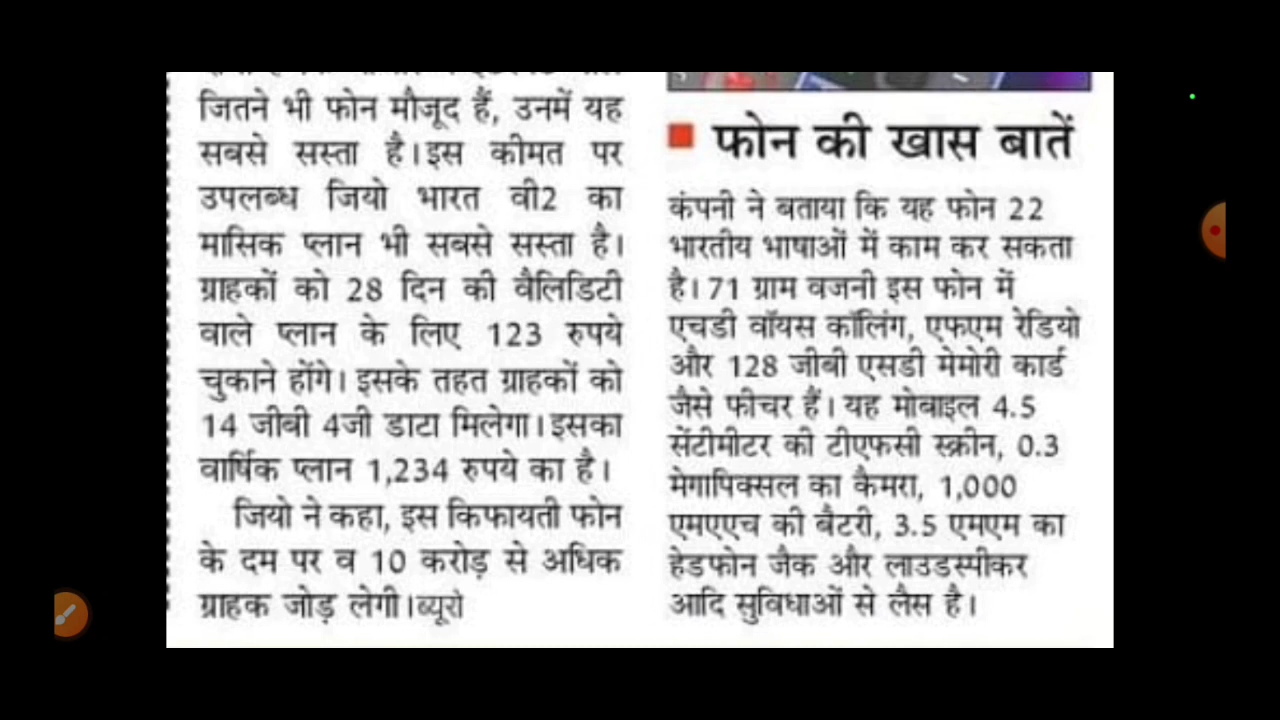 जितने भी फोन मौजूद हैं, उनमें यह
सबसे सस्ता है।इस कीमत पर
उपलब्ध जियो भारत वी2 का
मासिक प्लान भी सबसे सस्ता है।
ग्राहकों को 28 दिन की वैलिडिटी
वाले प्लान के लिए 123 रुपये
चुकाने होंगे। इसके तहत ग्राहकों को
14 जीबी 4जी डाटा मिलेगा।इसका
वार्षिक प्लान 1,234 रुपये का है।
जियो ने कहा, इस किफायती फोन
के दम पर व 10 करोड़ से अधिक
ग्राहक जोड़ लेगी।ब्यूरो
फोन की खास बातें
कंपनी ने बताया कि यह फोन 22
भारतीय भाषाओं में काम कर सकता
है। 71 ग्राम वजनी इस फोन में
एचडी वॉयस कॉलिंग, एफएम रेडियो
और 128 जीबी एसडी मेमोरी कार्ड
जैसे फीचर हैं। यह मोबाइल 4.5
सेंटीमीटर की टीएफसी स्क्रीन, 0.3
मेगापिक्सल का कैमरा, 1,000
एमएएच की बैटरी, 3.5 एमएम का
हेडफोन जैक और लाउडस्पीकर
आदि सुविधाओं से लैस है।